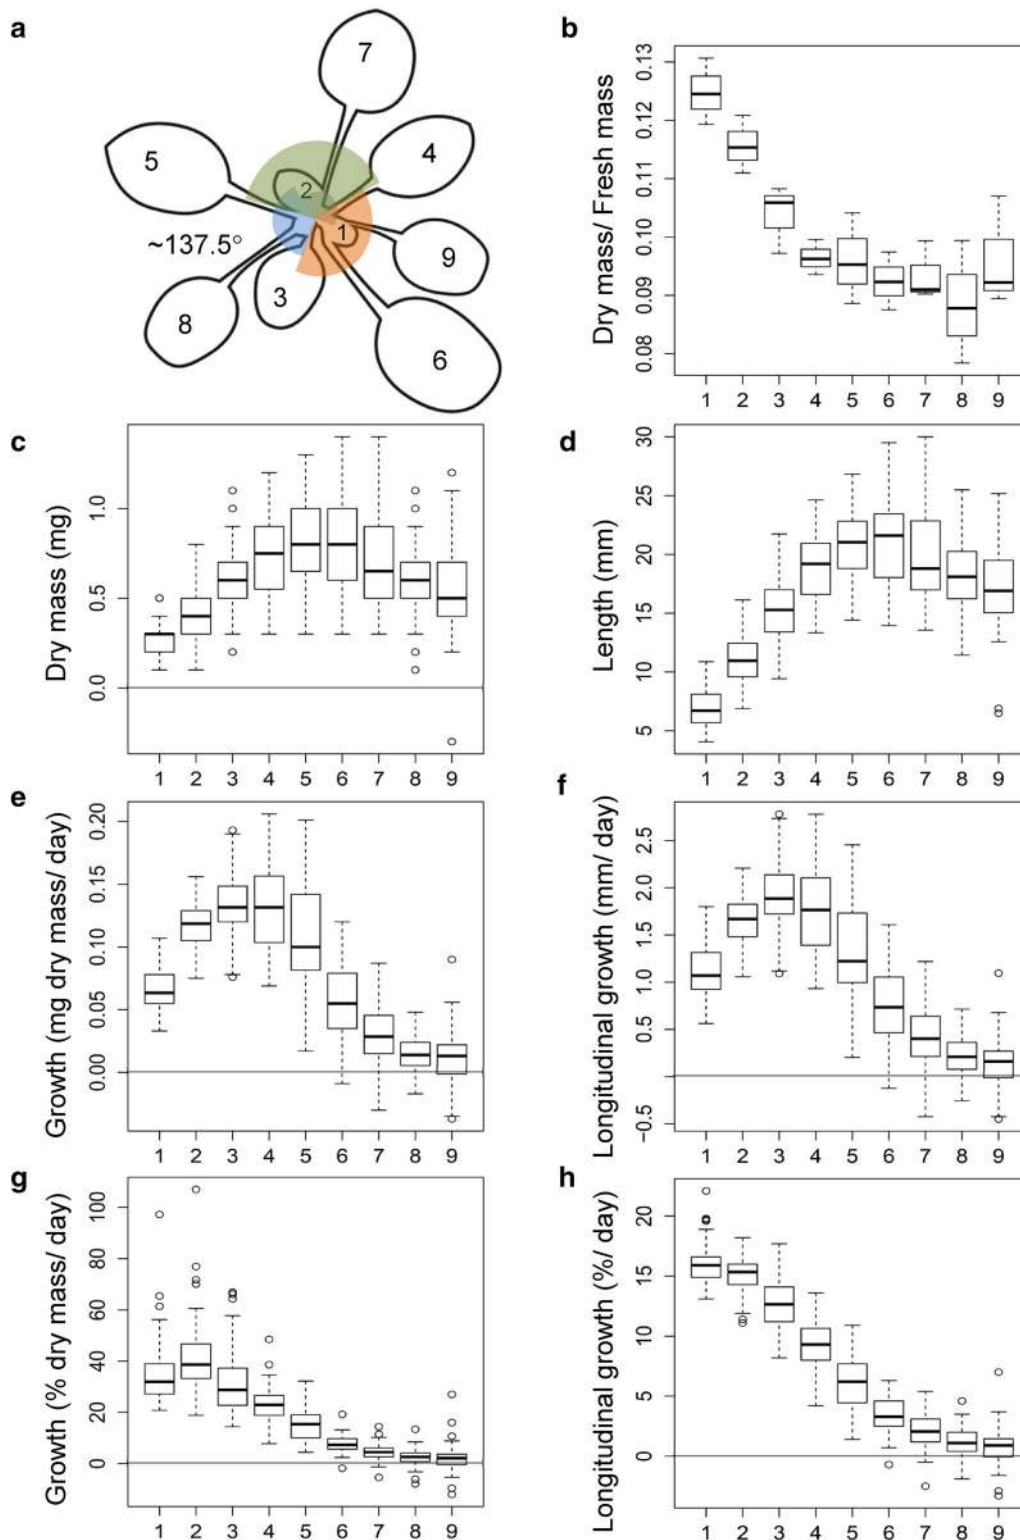 a
7
5
4
2
1
~137.5°
9
3
8
6
b
Dry mass/ Fresh mass
0.13
0.12
0.11
0.10
0.09
0.08
1 2 3 4 5 6 7 8 9
c
Dry mass (mg)
1.0
0.5
0.0
1 2 3 4 5 6 7 8 9
d
Length (mm)
30
25
20
15
10
5
1 2 3 4 5 6 7 8 9
e
Growth (mg dry mass/ day)
0.20
0.15
0.10
0.05
0.00
1 2 3 4 5 6 7 8 9
f
Longitudinal growth (mm/ day)
2.5
1.5
1.0
0.5
−0.5
1 2 3 4 5 6 7 8 9
g
Growth (% dry mass/ day)
100
80
60
40
20
0
1 2 3 4 5 6 7 8 9
h
Longitudinal growth (%/ day)
20
15
10
5
0
1 2 3 4 5 6 7 8 9